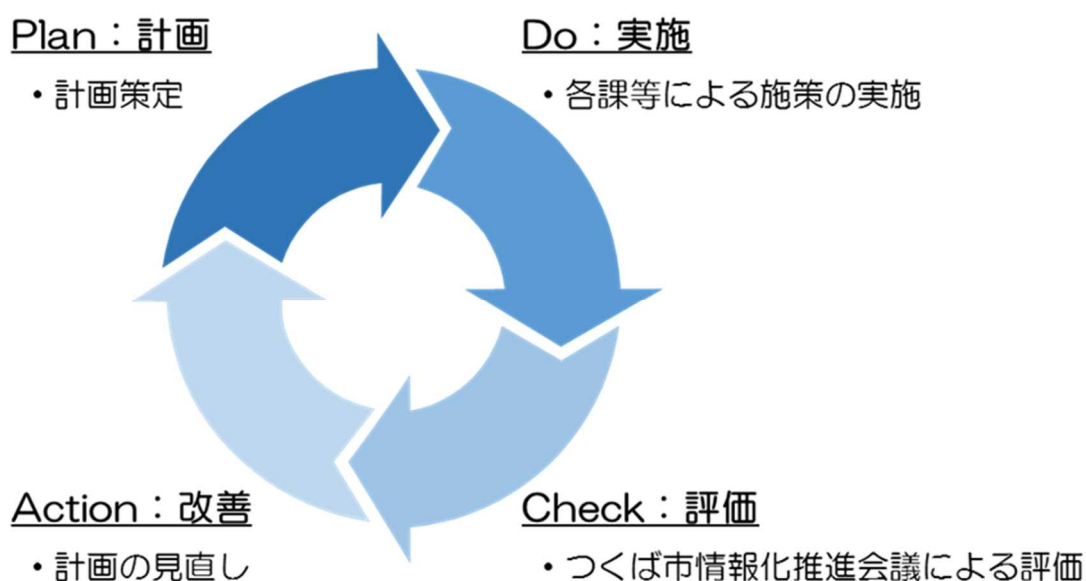 Plan：計画
・計画策定
Do：実施
・各課等による施策の実施
Action：改善
・計画の見直し
Check：評価
・つくば市情報化推進会議による評価